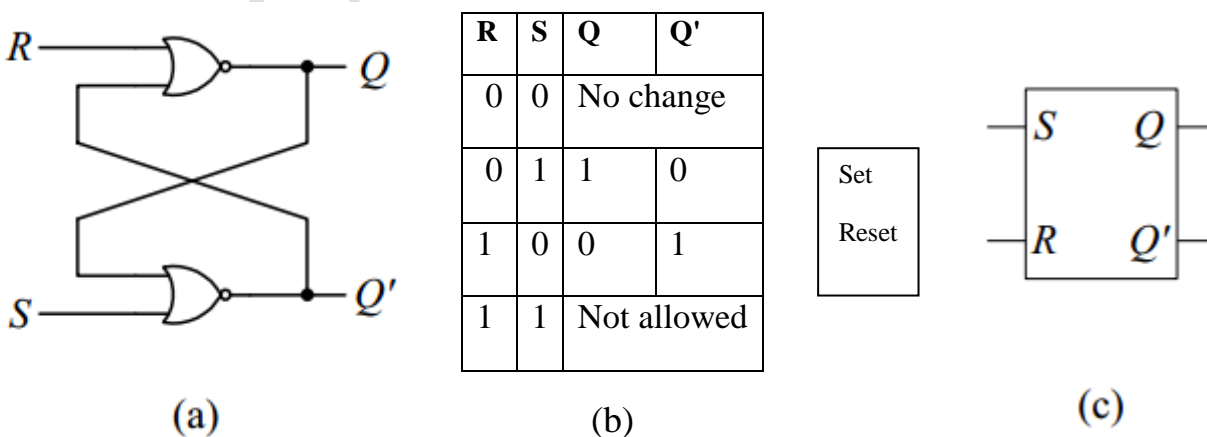 R
Q
S
Q'
(a)
R S Q Q'
0 0 No change
0 1 1 0
1 0 0 1
1 1 Not allowed
(b)
Set
Reset
S Q
R Q'
(c)